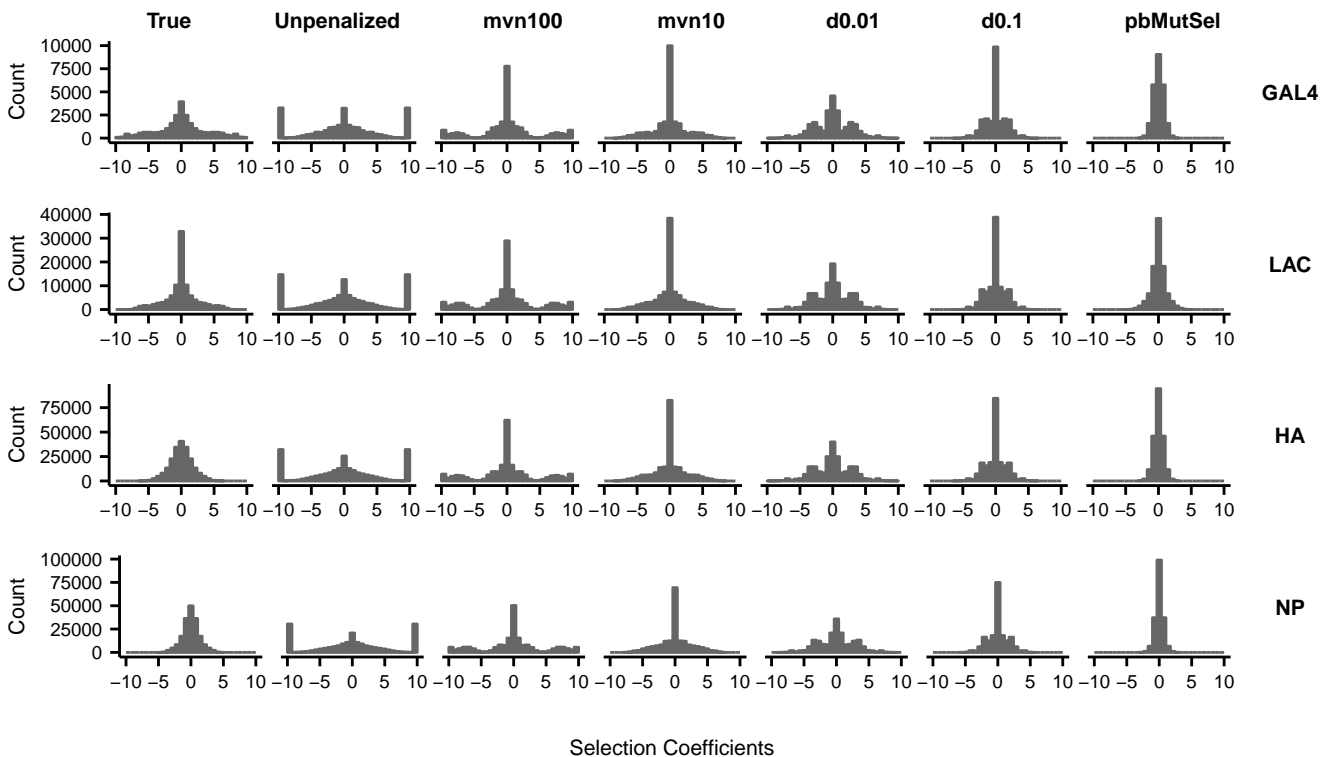 True Unpenalized mvn100 mvn10 d0.01 d0.1 pbMutSel
10000
7500
5000
2500
0
Count
GAL4
−10 −5 0 5 10 −10 −5 0 5 10 −10 −5 0 5 10 −10 −5 0 5 10 −10 −5 0 5 10 −10 −5 0 5 10 −10 −5 0 5 10
40000
30000
20000
10000
0
Count
LAC
−10 −5 0 5 10 −10 −5 0 5 10 −10 −5 0 5 10 −10 −5 0 5 10 −10 −5 0 5 10 −10 −5 0 5 10 −10 −5 0 5 10
75000
50000
25000
0
Count
HA
−10 −5 0 5 10 −10 −5 0 5 10 −10 −5 0 5 10 −10 −5 0 5 10 −10 −5 0 5 10 −10 −5 0 5 10 −10 −5 0 5 10
100000
75000
50000
25000
0
Count
NP
−10 −5 0 5 10 −10 −5 0 5 10 −10 −5 0 5 10 −10 −5 0 5 10 −10 −5 0 5 10 −10 −5 0 5 10 −10 −5 0 5 10
Selection Coefficients